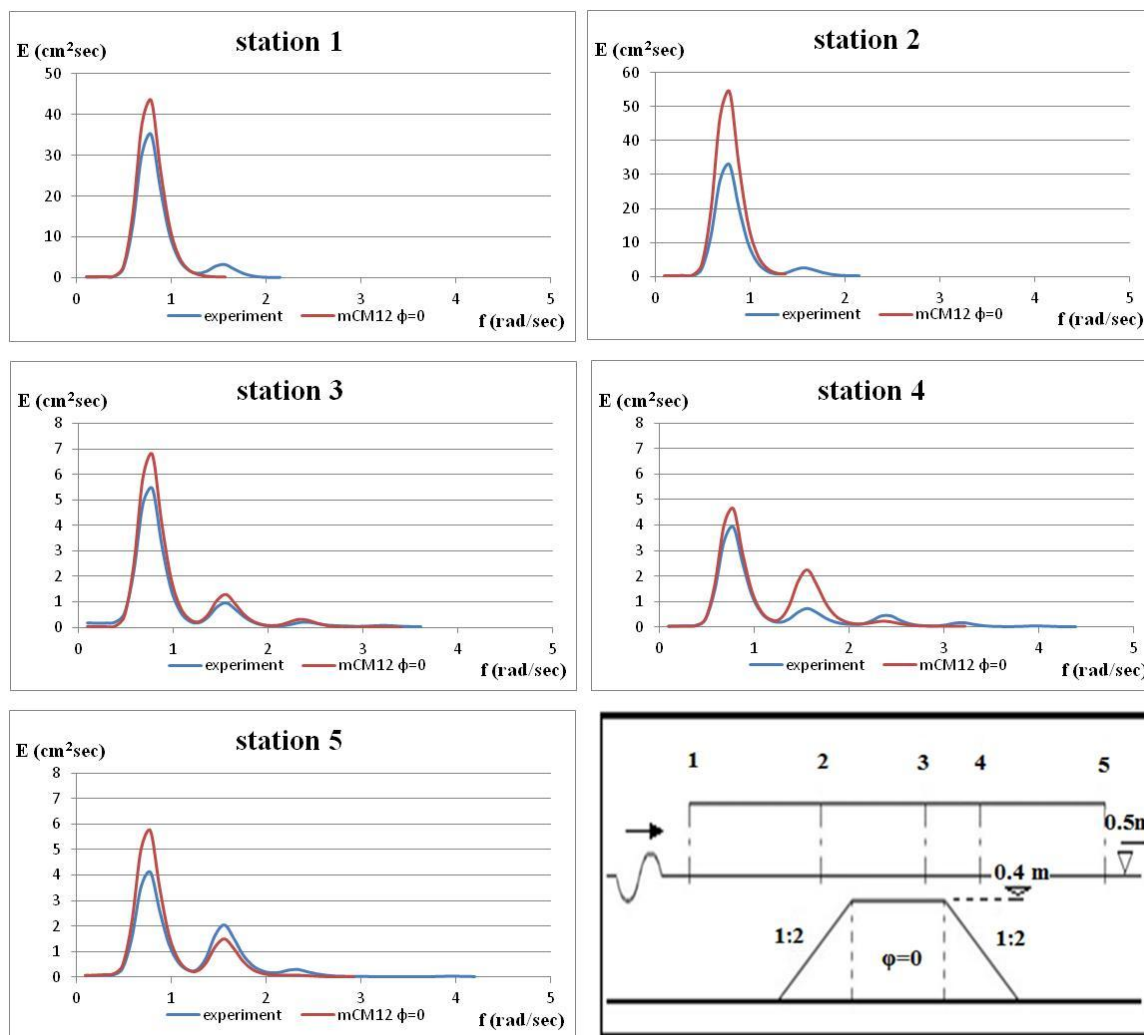 station 1
E (cm²sec)
50
40
30
20
10
0
0 1 2 3 4 5
experiment mCM12 ϕ=0 f (rad/sec)
station 2
E (cm²sec)
60
50
40
30
20
10
0
0 1 2 3 4 5
experiment mCM12 ϕ=0 f (rad/sec)
station 3
E (cm²sec)
8
7
6
5
4
3
2
1
0
0 1 2 3 4 5
experiment mCM12 ϕ=0 f (rad/sec)
station 4
E (cm²sec)
8
7
6
5
4
3
2
1
0
0 1 2 3 4 5
experiment mCM12 ϕ=0 f (rad/sec)
station 5
E (cm²sec)
8
7
6
5
4
3
2
1
0
0 1 2 3 4 5
experiment mCM12 ϕ=0 f (rad/sec)
1 2 3 4 5
0.5m
0.4 m
1:2 φ=0 1:2